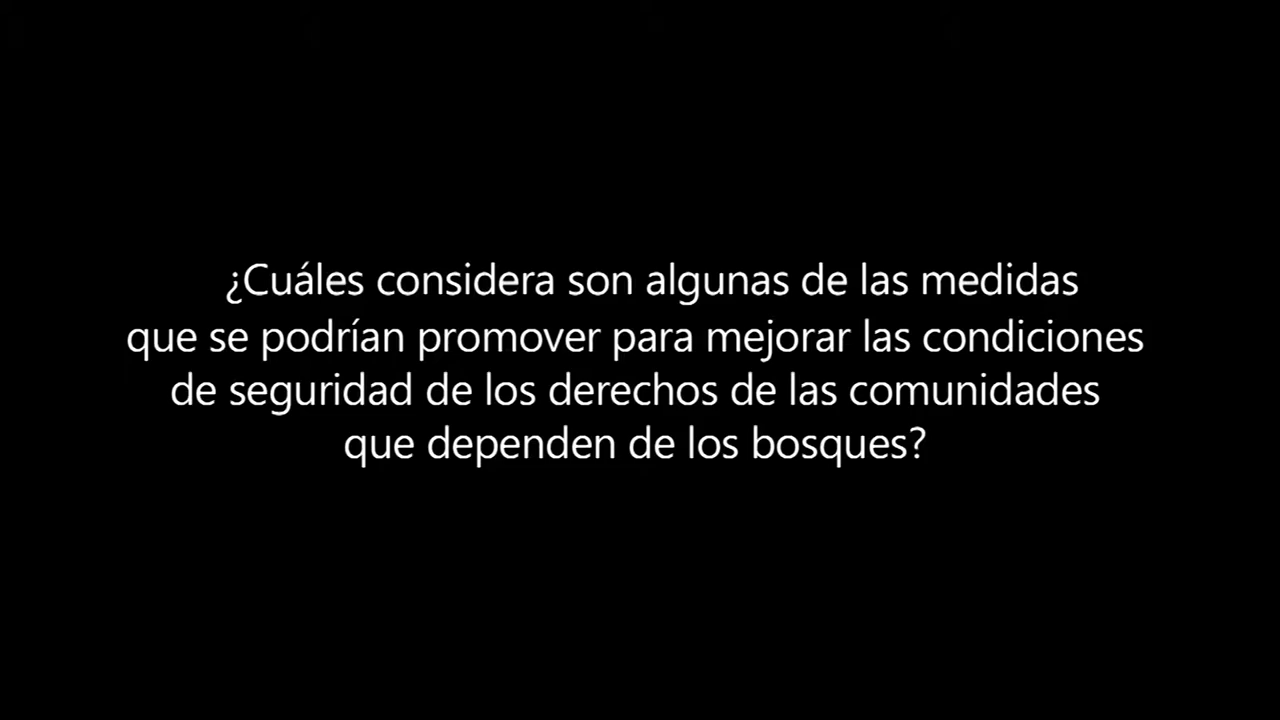 ¿Cuáles considera son algunas de las medidas
que se podrían promover para mejorar las condiciones
de seguridad de los derechos de las comunidades
que dependen de los bosques?